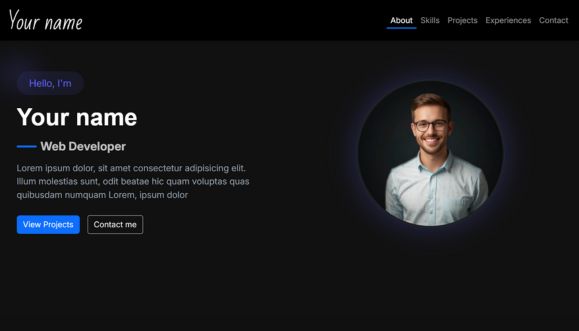 Your name
About Skills Projects Experiences Contact
Hello, I'm
Your name
Web Developer
Lorem ipsum dolor, sit amet consectetur adipisicing elit.
Illum molestias sunt, odit beatae hic quam voluptas quas
quibusdam numquam Lorem, ipsum dolor
View Projects Contact me